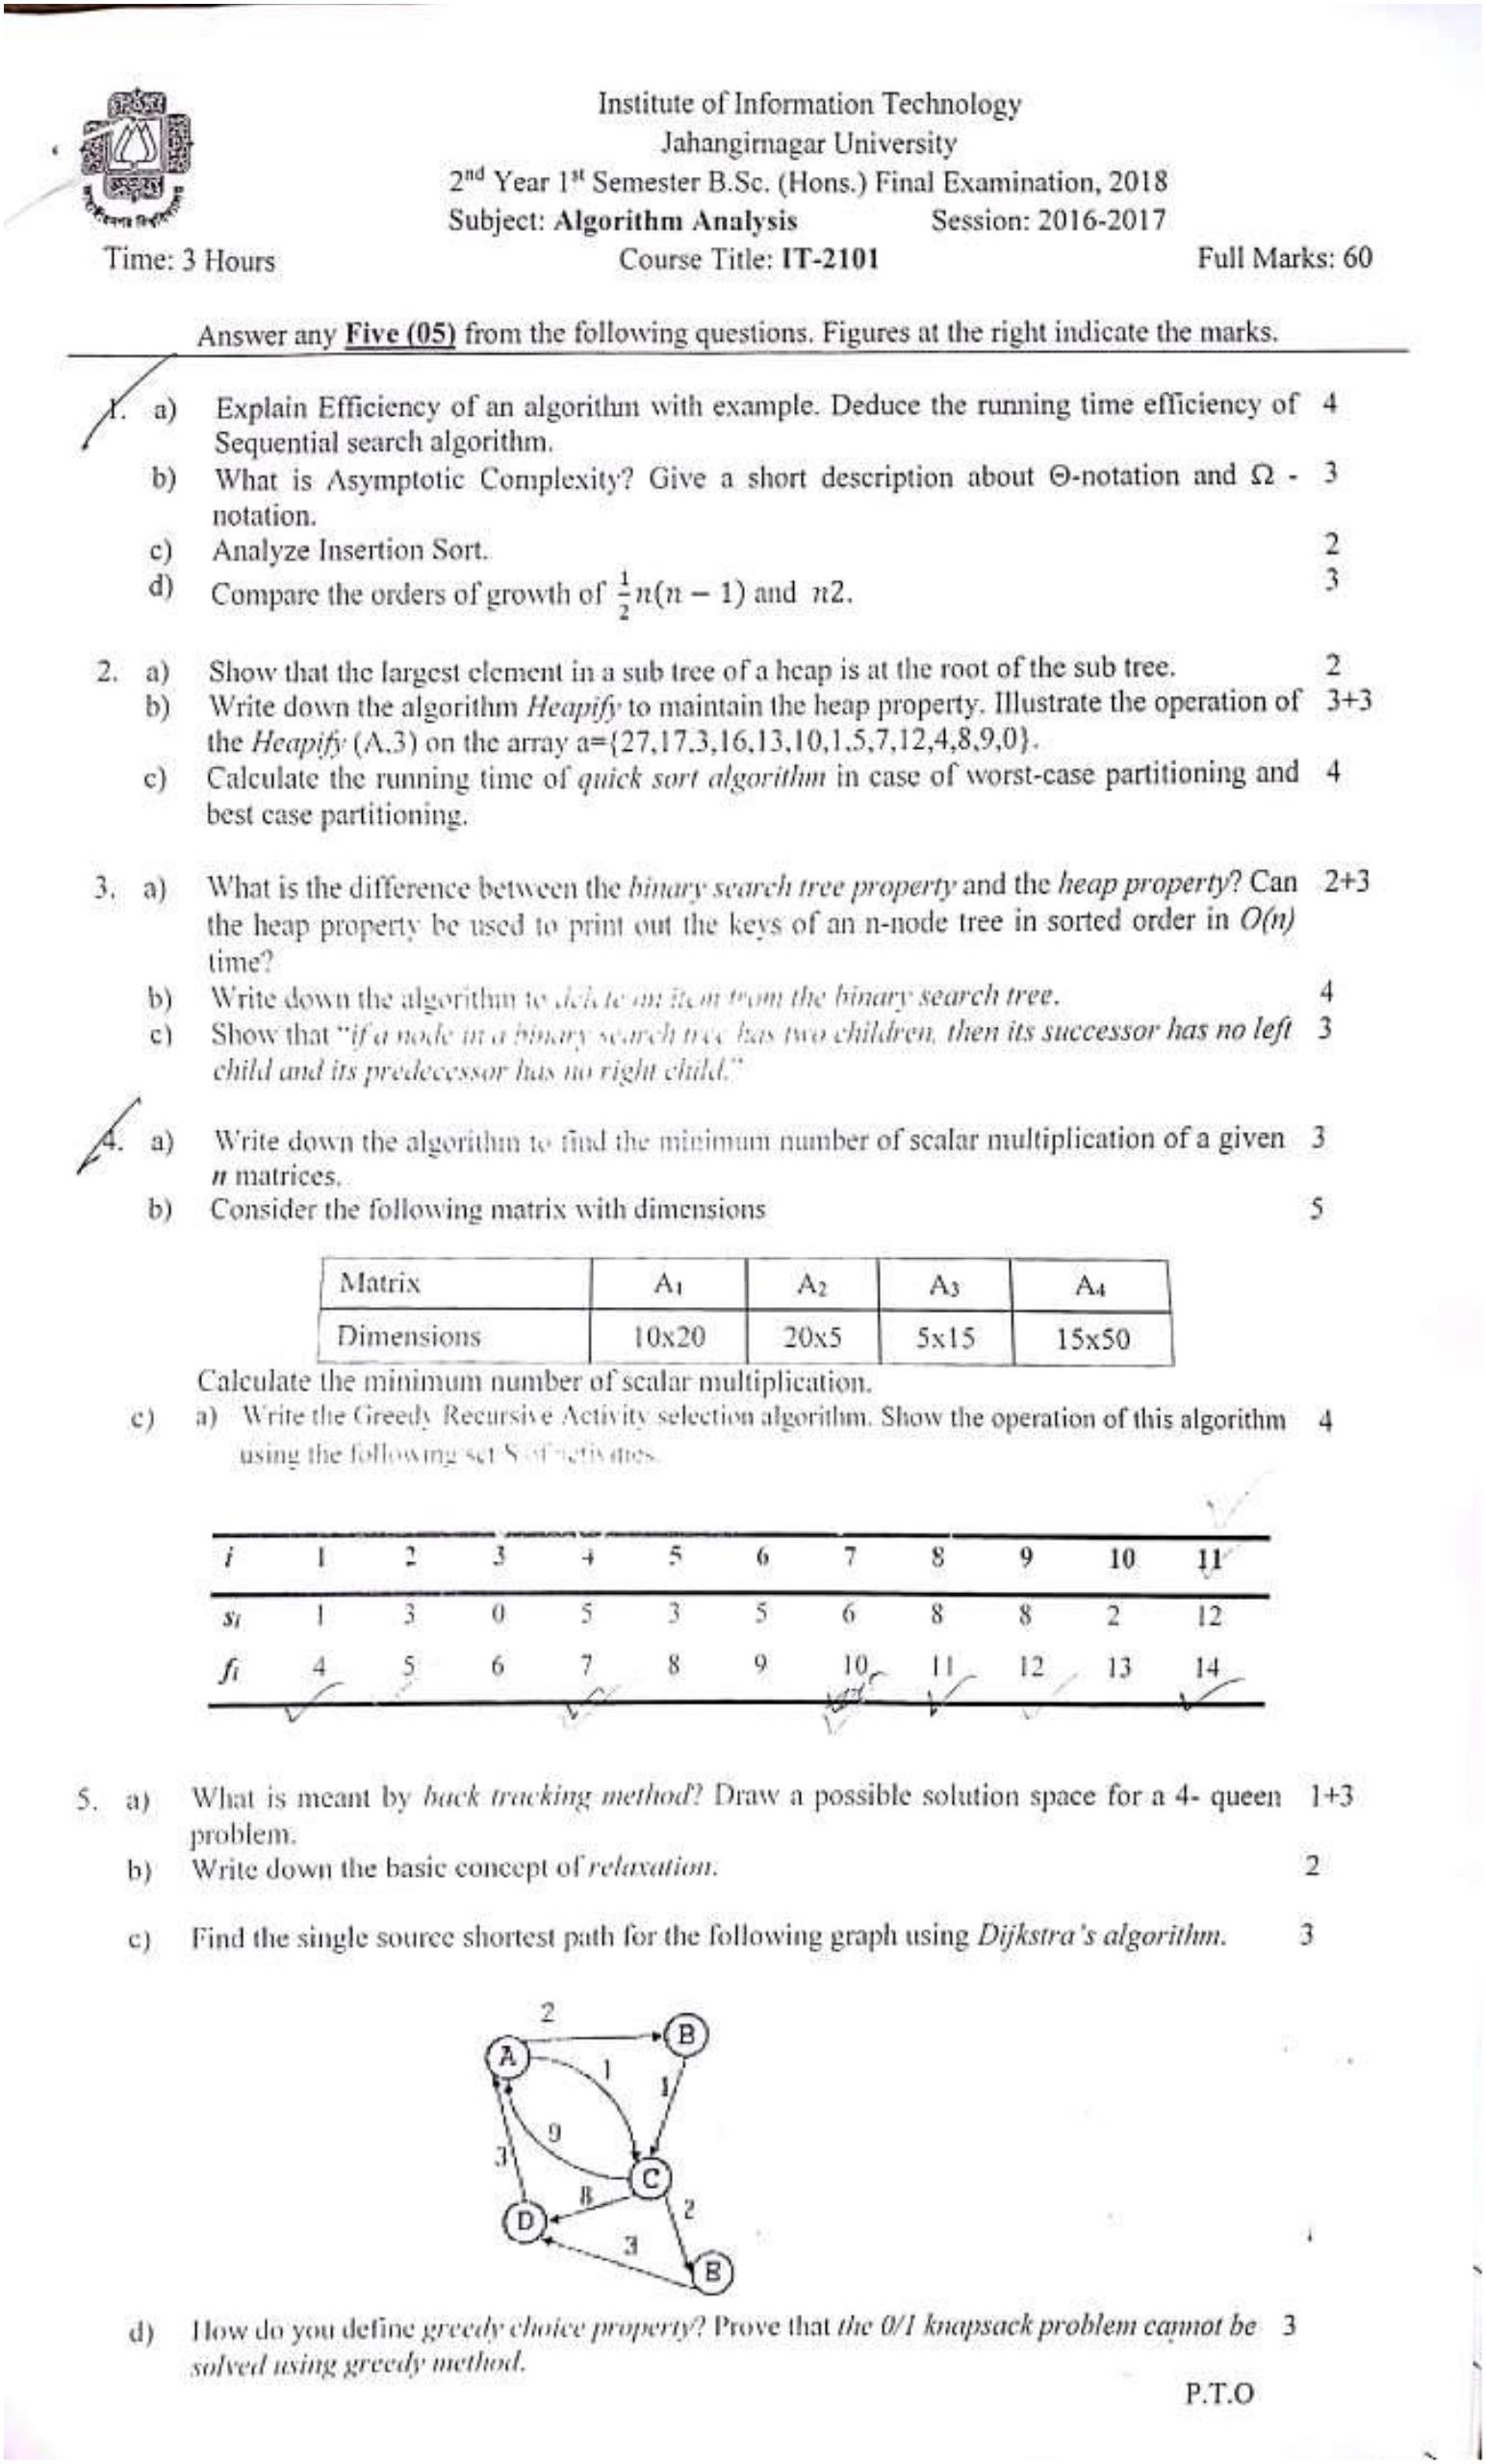 Institute of Information Technology
Jahangirnagar University
2nd Year 1st Semester B.Sc. (Hons.) Final Examination, 2018
Subject: Algorithm Analysis Session: 2016-2017
Time: 3 Hours Course Title: IT-2101 Full Marks: 60
Answer any Five (05) from the following questions. Figures at the right indicate the marks.
1. a) Explain Efficiency of an algorithm with example. Deduce the running time efficiency of 4
Sequential search algorithm.
b) What is Asymptotic Complexity? Give a short description about Θ-notation and Ω - 3
notation.
c) Analyze Insertion Sort. 2
d) Compare the orders of growth of 1/2 n(n − 1) and n2. 3
2. a) Show that the largest element in a sub tree of a heap is at the root of the sub tree. 2
b) Write down the algorithm Heapify to maintain the heap property. Illustrate the operation of 3+3
the Heapify (A,3) on the array a={27,17,3,16,13,10,1,5,7,12,4,8,9,0}.
c) Calculate the running time of quick sort algorithm in case of worst-case partitioning and 4
best case partitioning.
3. a) What is the difference between the binary search tree property and the heap property? Can 2+3
the heap property be used to print out the keys of an n-node tree in sorted order in O(n)
time?
b) Write down the algorithm to delete an item from the binary search tree. 4
c) Show that "if a node in a binary search tree has two children, then its successor has no left 3
child and its predecessor has no right child."
4. a) Write down the algorithm to find the minimum number of scalar multiplication of a given 3
n matrices.
b) Consider the following matrix with dimensions 5
Matrix A1 A2 A3 A4
Dimensions 10x20 20x5 5x15 15x50
Calculate the minimum number of scalar multiplication.
c) a) Write the Greedy Recursive Activity selection algorithm. Show the operation of this algorithm 4
using the following set S of activities.
i 1 2 3 4 5 6 7 8 9 10 11
si 1 3 0 5 3 5 6 8 8 2 12
fi 4 5 6 7 8 9 10 11 12 13 14
5. a) What is meant by back tracking method? Draw a possible solution space for a 4- queen 1+3
problem.
b) Write down the basic concept of relaxation. 2
c) Find the single source shortest path for the following graph using Dijkstra's algorithm. 3
2
B
A
1
1
9
3
C
8
2
D
3
E
d) How do you define greedy choice property? Prove that the 0/1 knapsack problem cannot be 3
solved using greedy method.
P.T.O